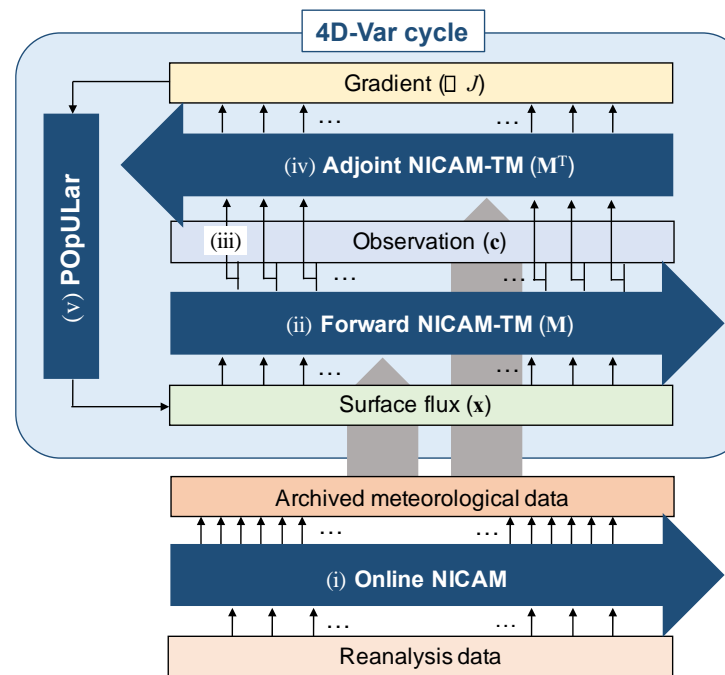 4D-Var cycle
Gradient (▯ J)
...
...
(iv) Adjoint NICAM-TM (Mᵀ)
(iii)
Observation (c)
...
...
(v) POpULar
(ii) Forward NICAM-TM (M)
...
...
Surface flux (x)
Archived meteorological data
...
...
(i) Online NICAM
...
...
Reanalysis data